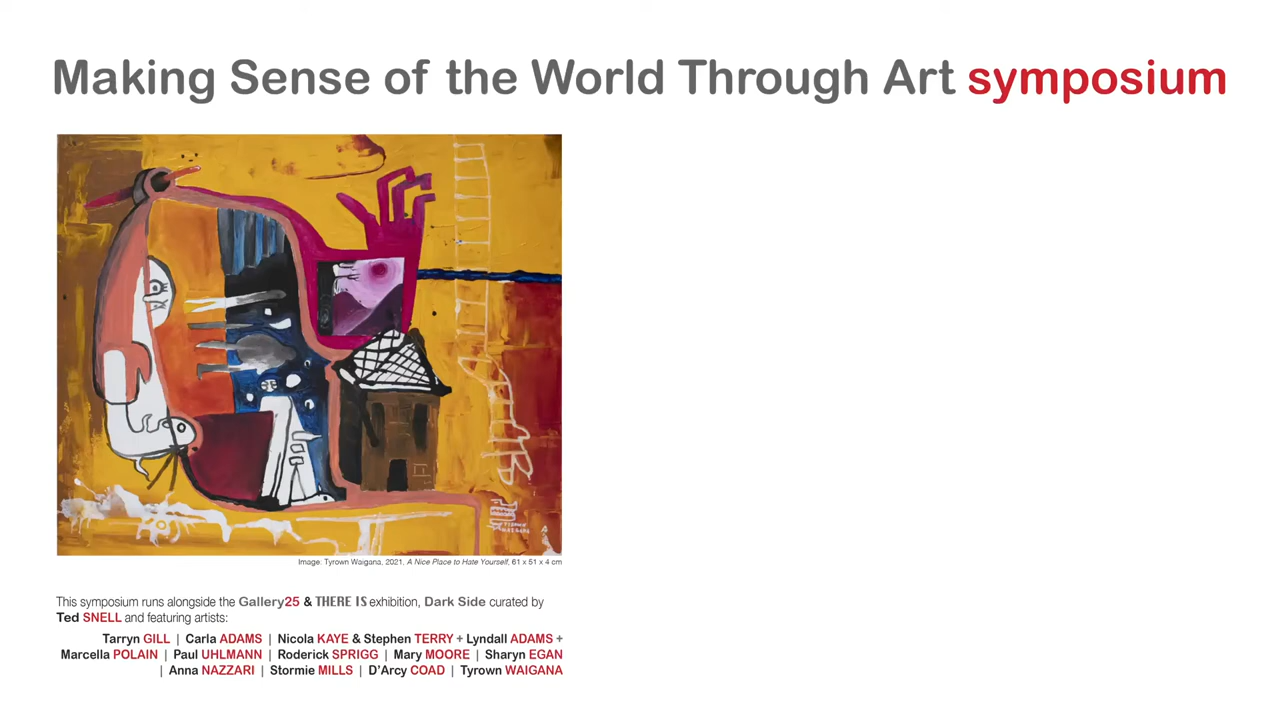 Making Sense of the World Through Art symposium
Image: Tyrown Waigana, 2021, A Nice Place to Hate Yourself, 61 x 51 x 4 cm
This symposium runs alongside the Gallery25 & THERE IS exhibition, Dark Side curated by
Ted SNELL and featuring artists:
Tarryn GILL | Carla ADAMS | Nicola KAYE & Stephen TERRY + Lyndall ADAMS +
Marcella POLAIN | Paul UHLMANN | Roderick SPRIGG | Mary MOORE | Sharyn EGAN
| Anna NAZZARI | Stormie MILLS | D'Arcy COAD | Tyrown WAIGANA